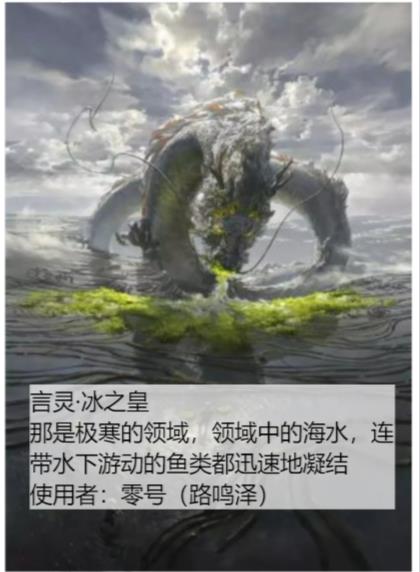 言灵·冰之皇
那是极寒的领域，领域中的海水，连
带水下游动的鱼类都迅速地凝结
使用者：零号（路鸣泽）